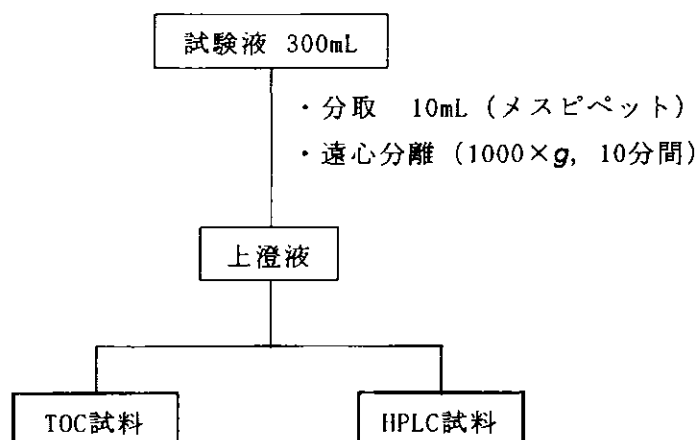 試験液 300mL
・分取 10mL (メスピペット)
・遠心分離 (1000×g, 10分間)
上澄液
TOC試料
HPLC試料